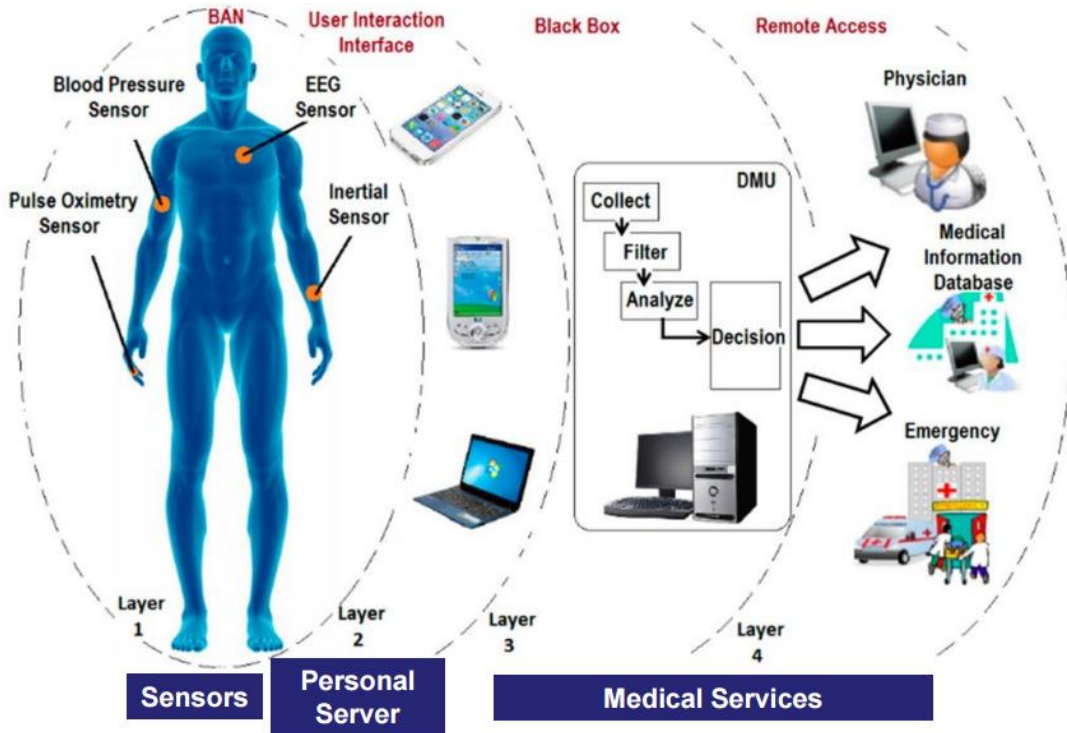 BAN
User Interaction
Interface
Black Box
Remote Access
Blood Pressure
Sensor
EEG
Sensor
Pulse Oximetry
Sensor
Inertial
Sensor
DMU
Collect
Filter
Analyze
Decision
Physician
Medical
Information
Database
Emergency
Layer
1
Layer
2
Layer
3
Layer
4
Sensors
Personal
Server
Medical Services